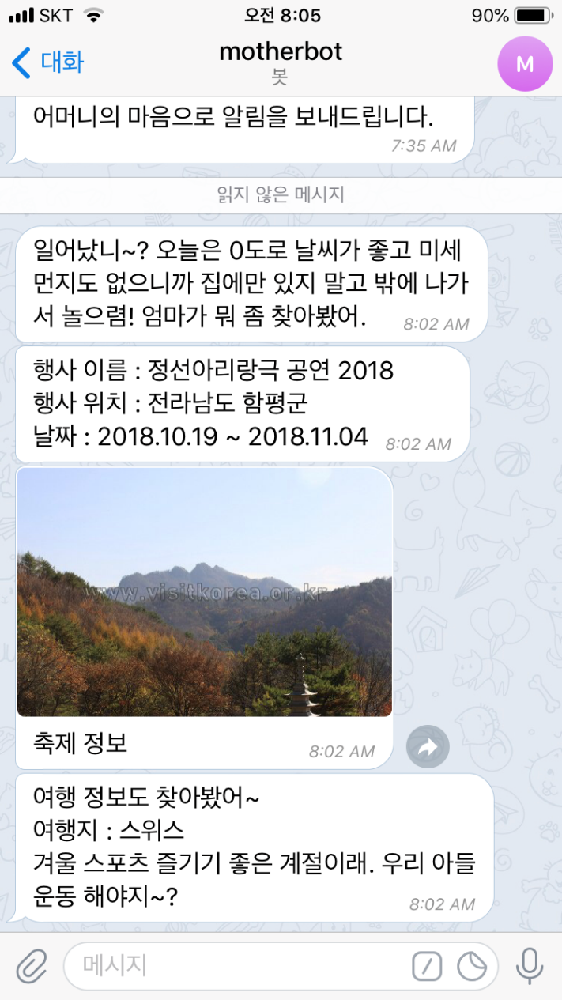 SKT 오전 8:05 90%
대화 motherbot M
봇
어머니의 마음으로 알림을 보내드립니다.
7:35 AM
읽지 않은 메시지
일어났니~? 오늘은 0도로 날씨가 좋고 미세
먼지도 없으니까 집에만 있지 말고 밖에 나가
서 놀으렴! 엄마가 뭐 좀 찾아봤어. 8:02 AM
행사 이름 : 정선아리랑극 공연 2018
행사 위치 : 전라남도 함평군
날짜 : 2018.10.19 ~ 2018.11.04 8:02 AM
www.visitkorea.or.kr
축제 정보 8:02 AM
여행 정보도 찾아봤어~
여행지 : 스위스
겨울 스포츠 즐기기 좋은 계절이래. 우리 아들
운동 해야지~? 8:02 AM
메시지